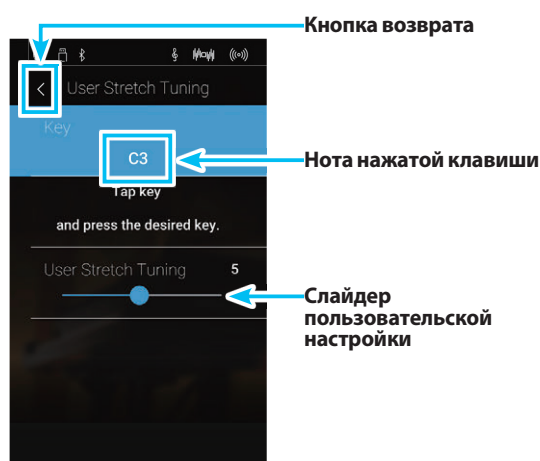 Кнопка возврата
User Stretch Tuning
Key
C3
Нота нажатой клавиши
Tap key
and press the desired key.
User Stretch Tuning 5
Слайдер
пользовательской
настройки